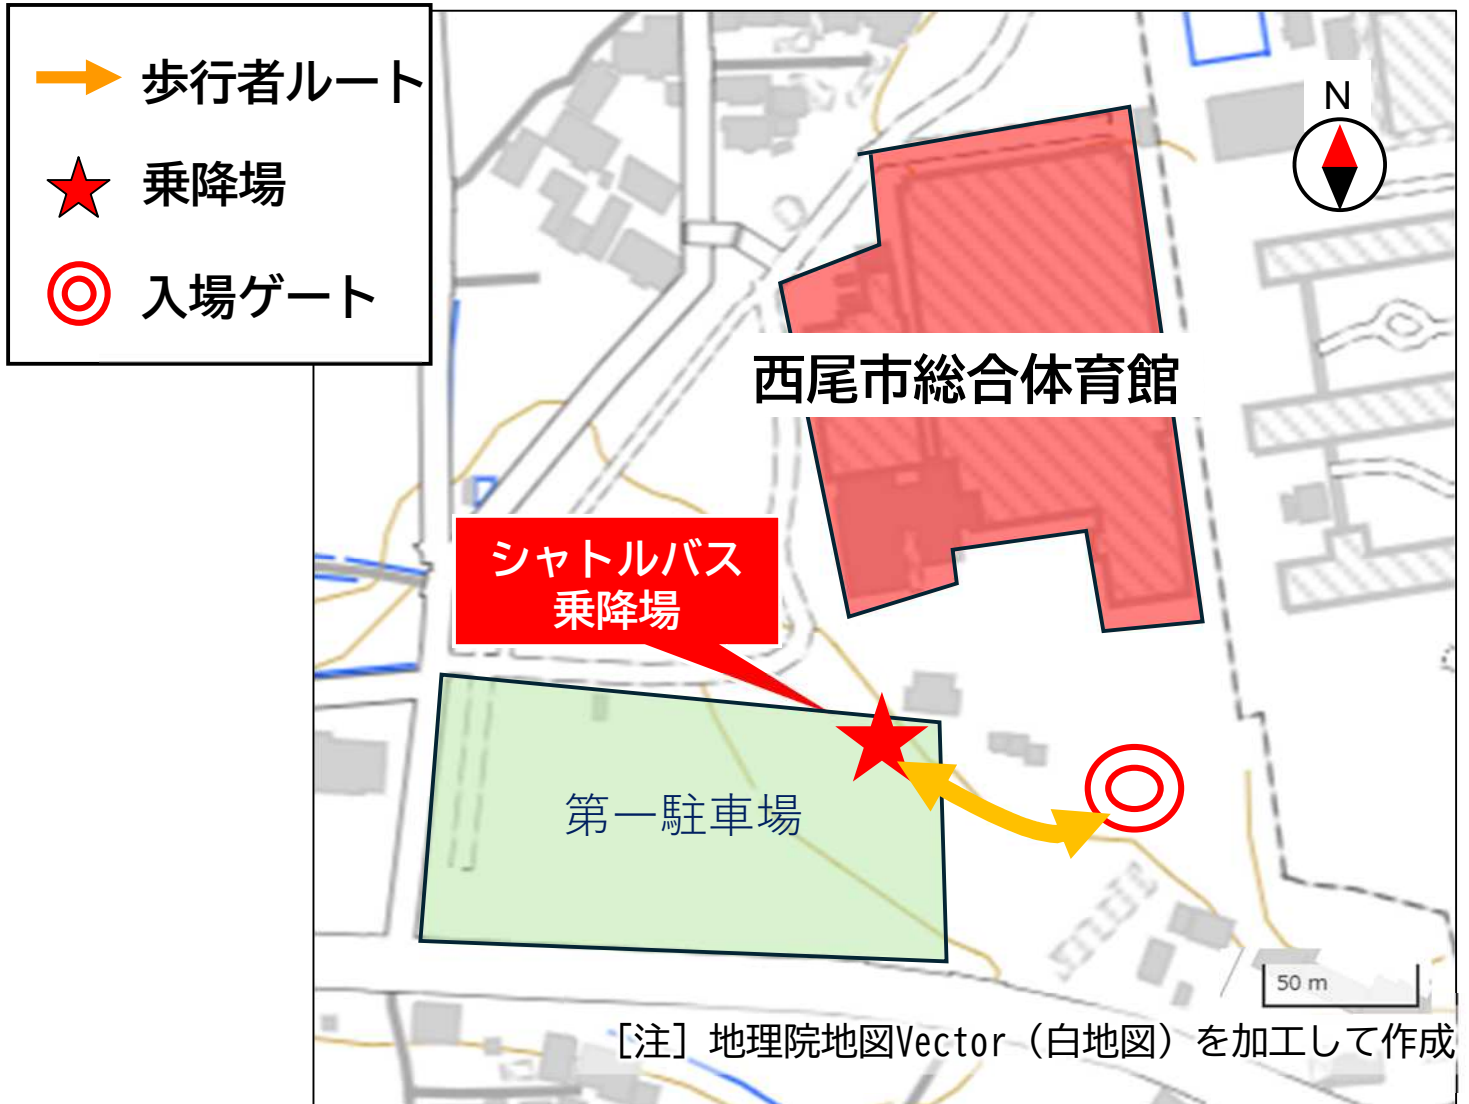 歩行者ルート
乗降場
入場ゲート
N
西尾市総合体育館
シャトルバス
乗降場
第一駐車場
50 m
［注］地理院地図Vector（白地図）を加工して作成